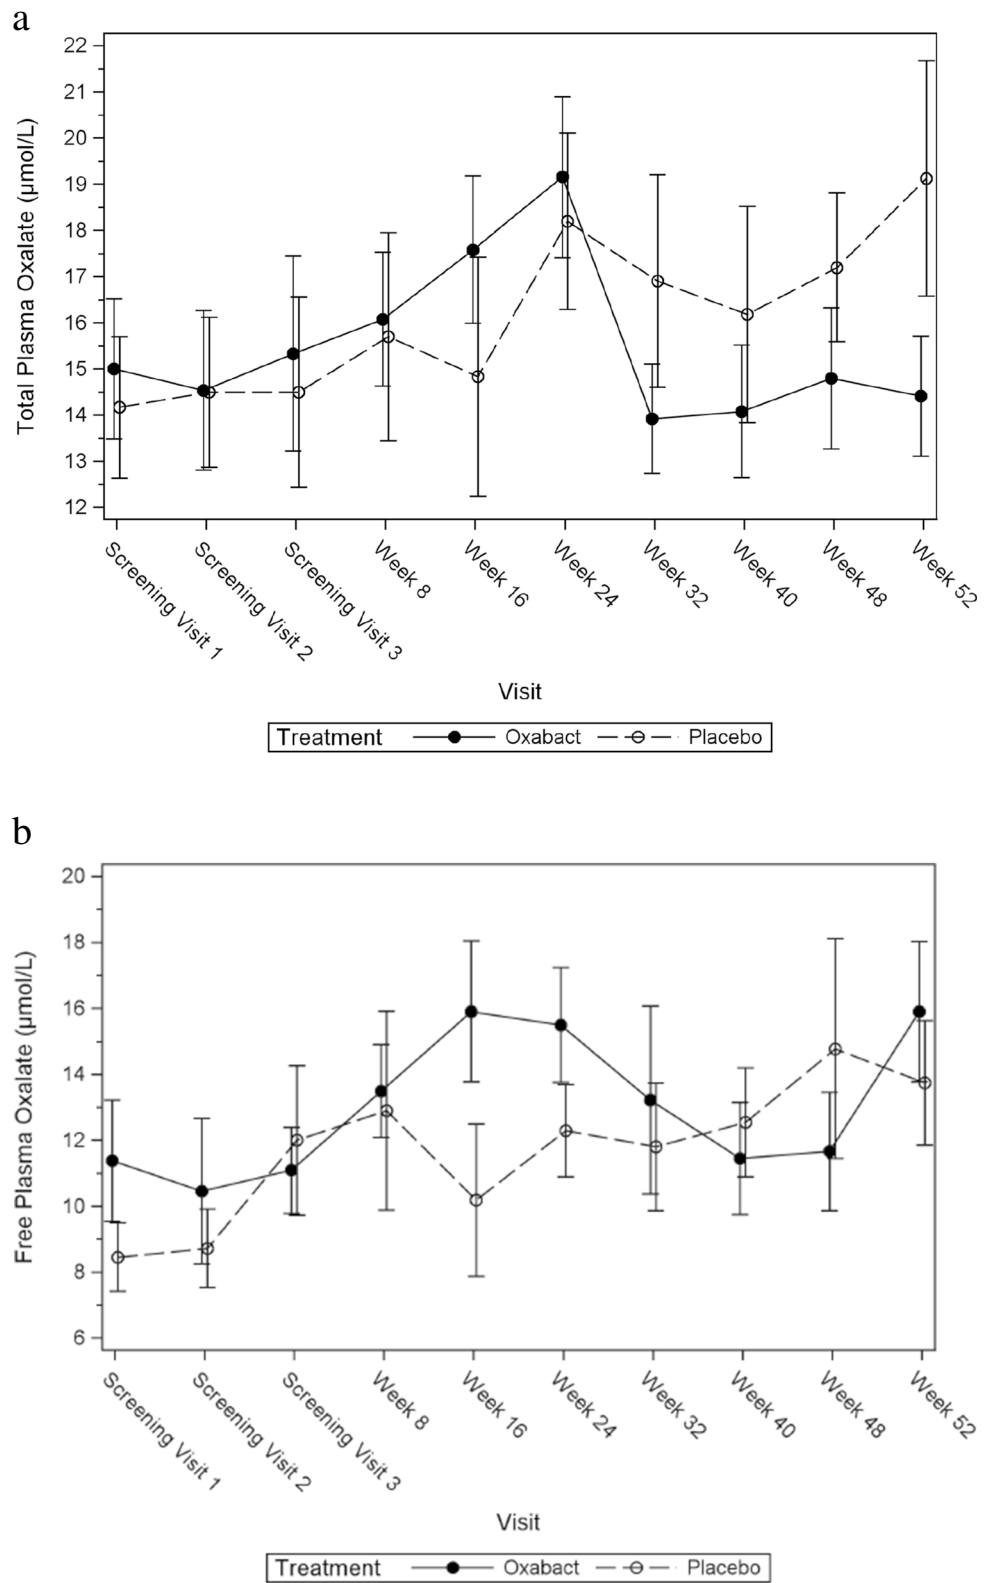 a
Total Plasma Oxalate (µmol/L)
22
21
20
19
18
17
16
15
14
13
12
Screening Visit 1
Screening Visit 2
Screening Visit 3
Week 8
Week 16
Week 24
Week 32
Week 40
Week 48
Week 52
Visit
Treatment Oxabact Placebo
b
Free Plasma Oxalate (µmol/L)
20
18
16
14
12
10
8
6
Screening Visit 1
Screening Visit 2
Screening Visit 3
Week 8
Week 16
Week 24
Week 32
Week 40
Week 48
Week 52
Visit
Treatment Oxabact Placebo